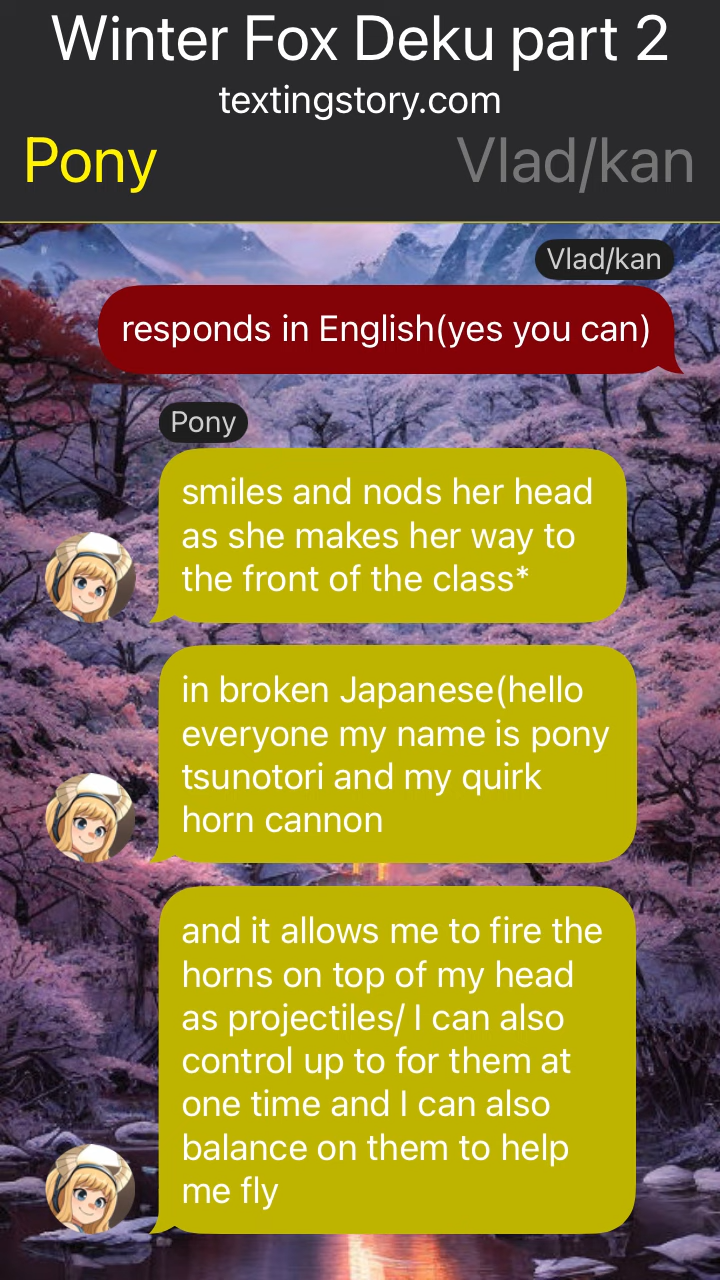 Winter Fox Deku part 2
textingstory.com
Pony
Vlad/kan
Vlad/kan
responds in English(yes you can)
Pony
smiles and nods her head
as she makes her way to
the front of the class*
in broken Japanese(hello
everyone my name is pony
tsunotori and my quirk
horn cannon
and it allows me to fire the
horns on top of my head
as projectiles/ I can also
control up to for them at
one time and I can also
balance on them to help
me fly